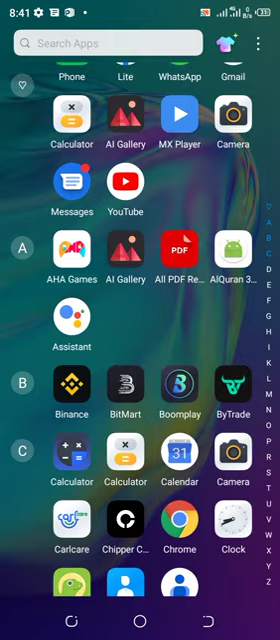 8:41
Search Apps
Phone Lite WhatsApp Gmail
Calculator AI Gallery MX Player Camera
Messages YouTube
A
PDF
AHA Games AI Gallery All PDF Re... AlQuran 3...
Assistant
B
Binance BitMart Boomplay ByTrade
C
31
Calculator Calculator Calendar Camera
Carlcare Chipper C... Chrome Clock
A
B
C
D
E
F
G
H
I
K
L
M
N
O
P
Q
R
S
T
U
V
W
X
Y
Z